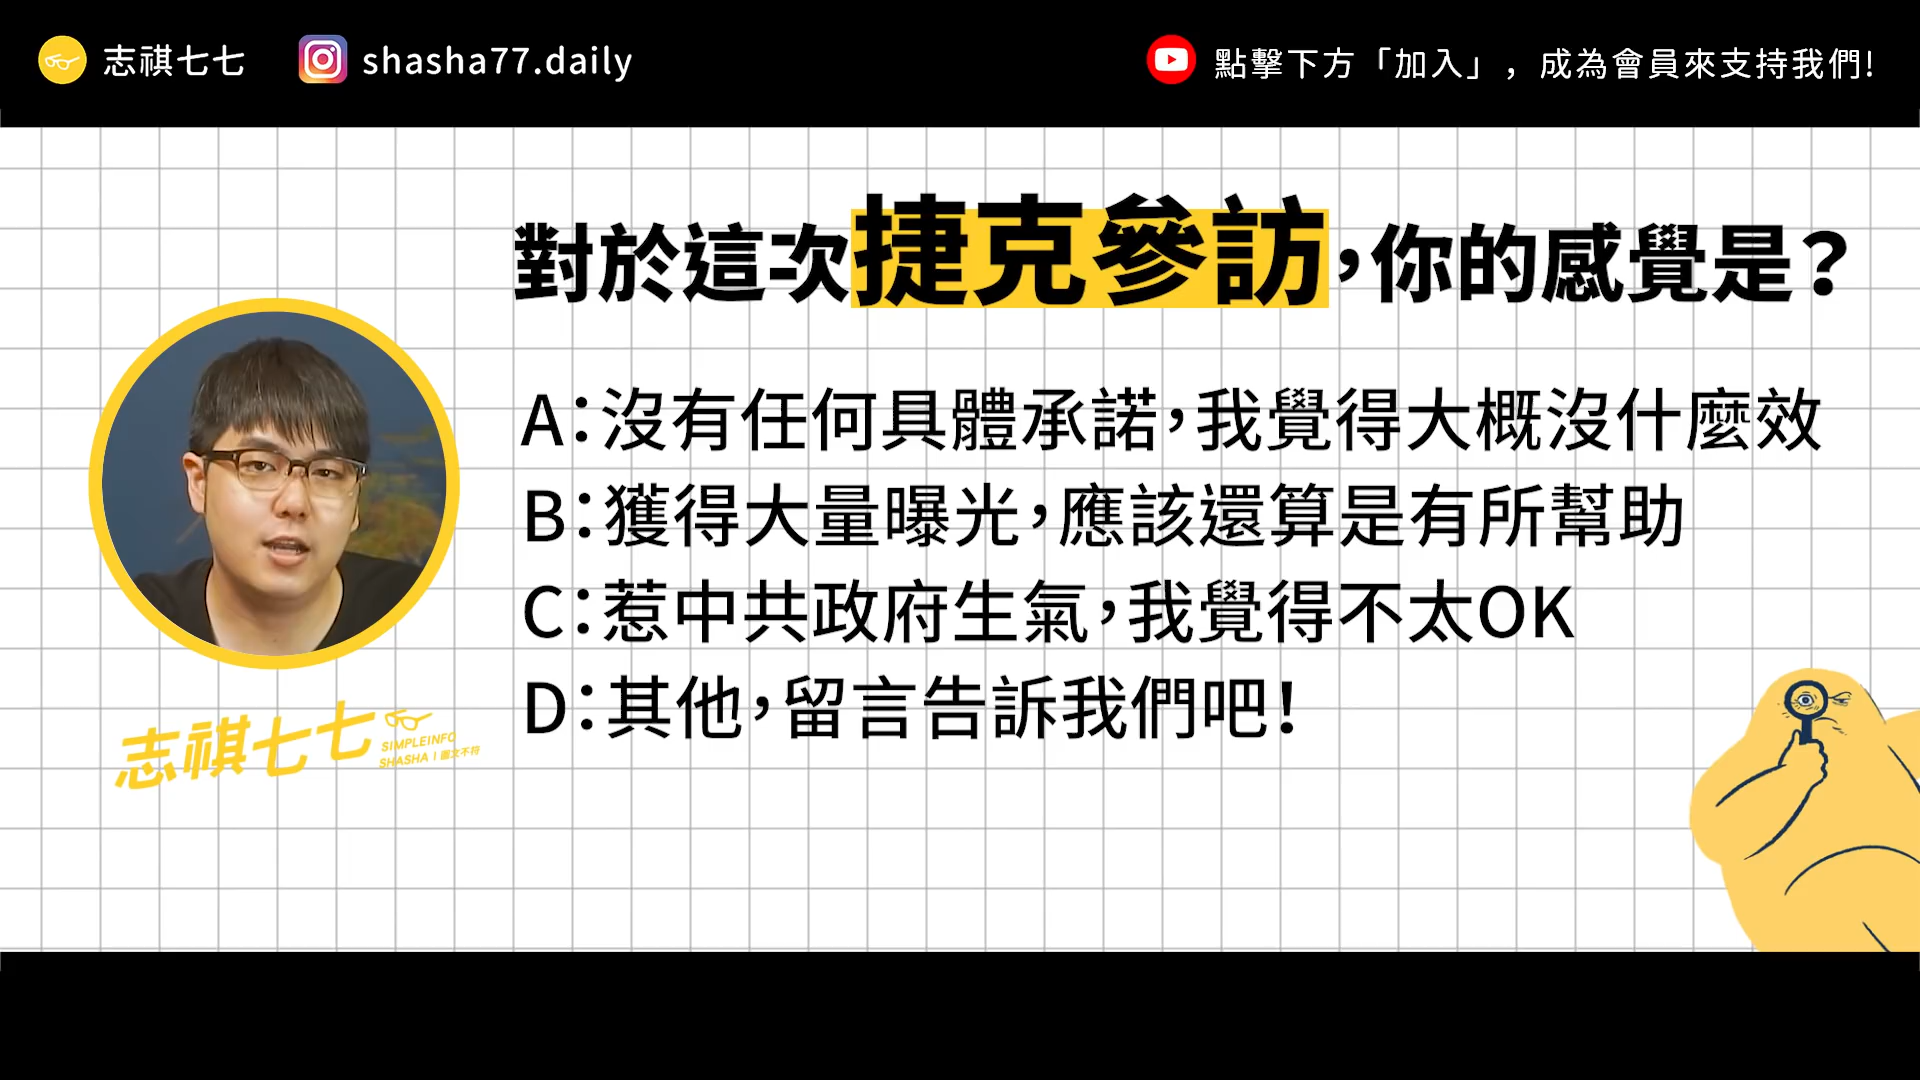 志祺七七
shasha77.daily
點擊下方「加入」，成為會員來支持我們!
對於這次捷克參訪，你的感覺是？
A：沒有任何具體承諾，我覺得大概沒什麼效
B：獲得大量曝光，應該還算是有所幫助
C：惹中共政府生氣，我覺得不太OK
D：其他，留言告訴我們吧！
志祺七七
SIMPLEINFO
SHASHA | 圖文不符